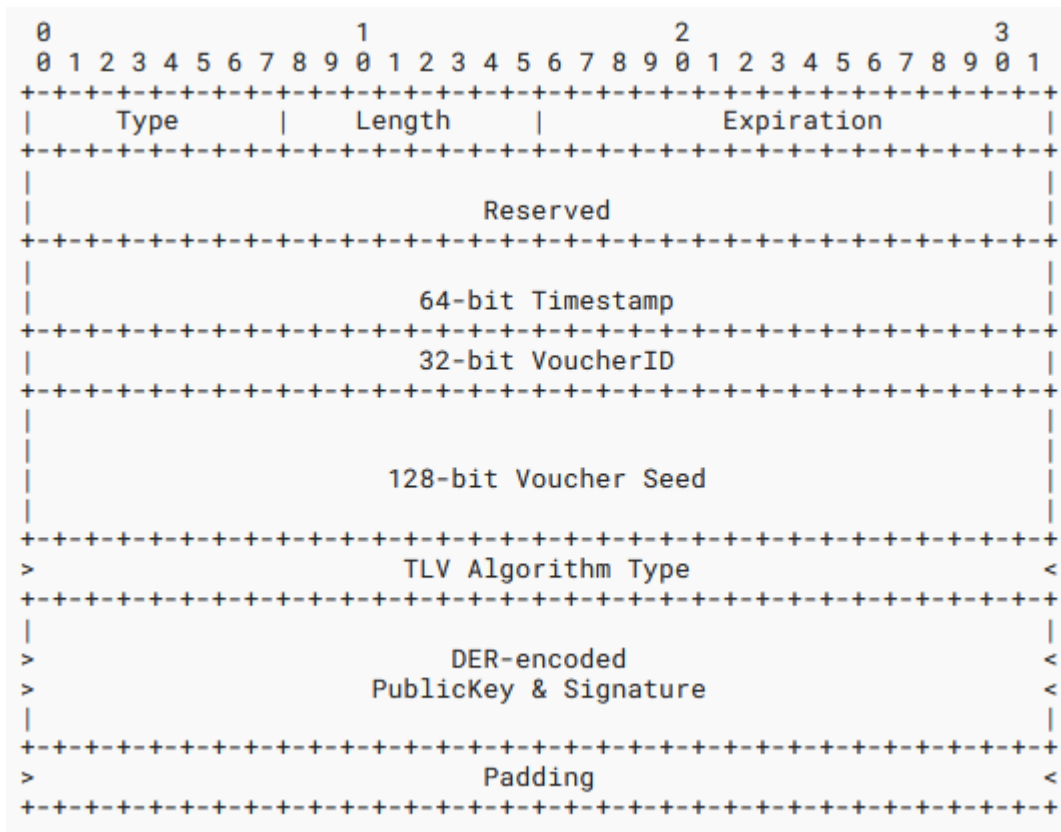 0                   1                   2                   3
 0 1 2 3 4 5 6 7 8 9 0 1 2 3 4 5 6 7 8 9 0 1 2 3 4 5 6 7 8 9 0 1
+-+-+-+-+-+-+-+-+-+-+-+-+-+-+-+-+-+-+-+-+-+-+-+-+-+-+-+-+-+-+-+-+
|     Type      |    Length     |           Expiration          |
+-+-+-+-+-+-+-+-+-+-+-+-+-+-+-+-+-+-+-+-+-+-+-+-+-+-+-+-+-+-+-+-+
|                                                               |
|                            Reserved                           |
+-+-+-+-+-+-+-+-+-+-+-+-+-+-+-+-+-+-+-+-+-+-+-+-+-+-+-+-+-+-+-+-+
|                                                               |
|                        64-bit Timestamp                       |
+-+-+-+-+-+-+-+-+-+-+-+-+-+-+-+-+-+-+-+-+-+-+-+-+-+-+-+-+-+-+-+-+
|                        32-bit VoucherID                       |
+-+-+-+-+-+-+-+-+-+-+-+-+-+-+-+-+-+-+-+-+-+-+-+-+-+-+-+-+-+-+-+-+
|                                                               |
|                                                               |
|                      128-bit Voucher Seed                     |
|                                                               |
+-+-+-+-+-+-+-+-+-+-+-+-+-+-+-+-+-+-+-+-+-+-+-+-+-+-+-+-+-+-+-+-+
>                       TLV Algorithm Type                      <
+-+-+-+-+-+-+-+-+-+-+-+-+-+-+-+-+-+-+-+-+-+-+-+-+-+-+-+-+-+-+-+-+
|                                                               |
>                          DER-encoded                          <
>                     PublicKey & Signature                     <
|                                                               |
+-+-+-+-+-+-+-+-+-+-+-+-+-+-+-+-+-+-+-+-+-+-+-+-+-+-+-+-+-+-+-+-+
>                            Padding                            <
+-+-+-+-+-+-+-+-+-+-+-+-+-+-+-+-+-+-+-+-+-+-+-+-+-+-+-+-+-+-+-+-+